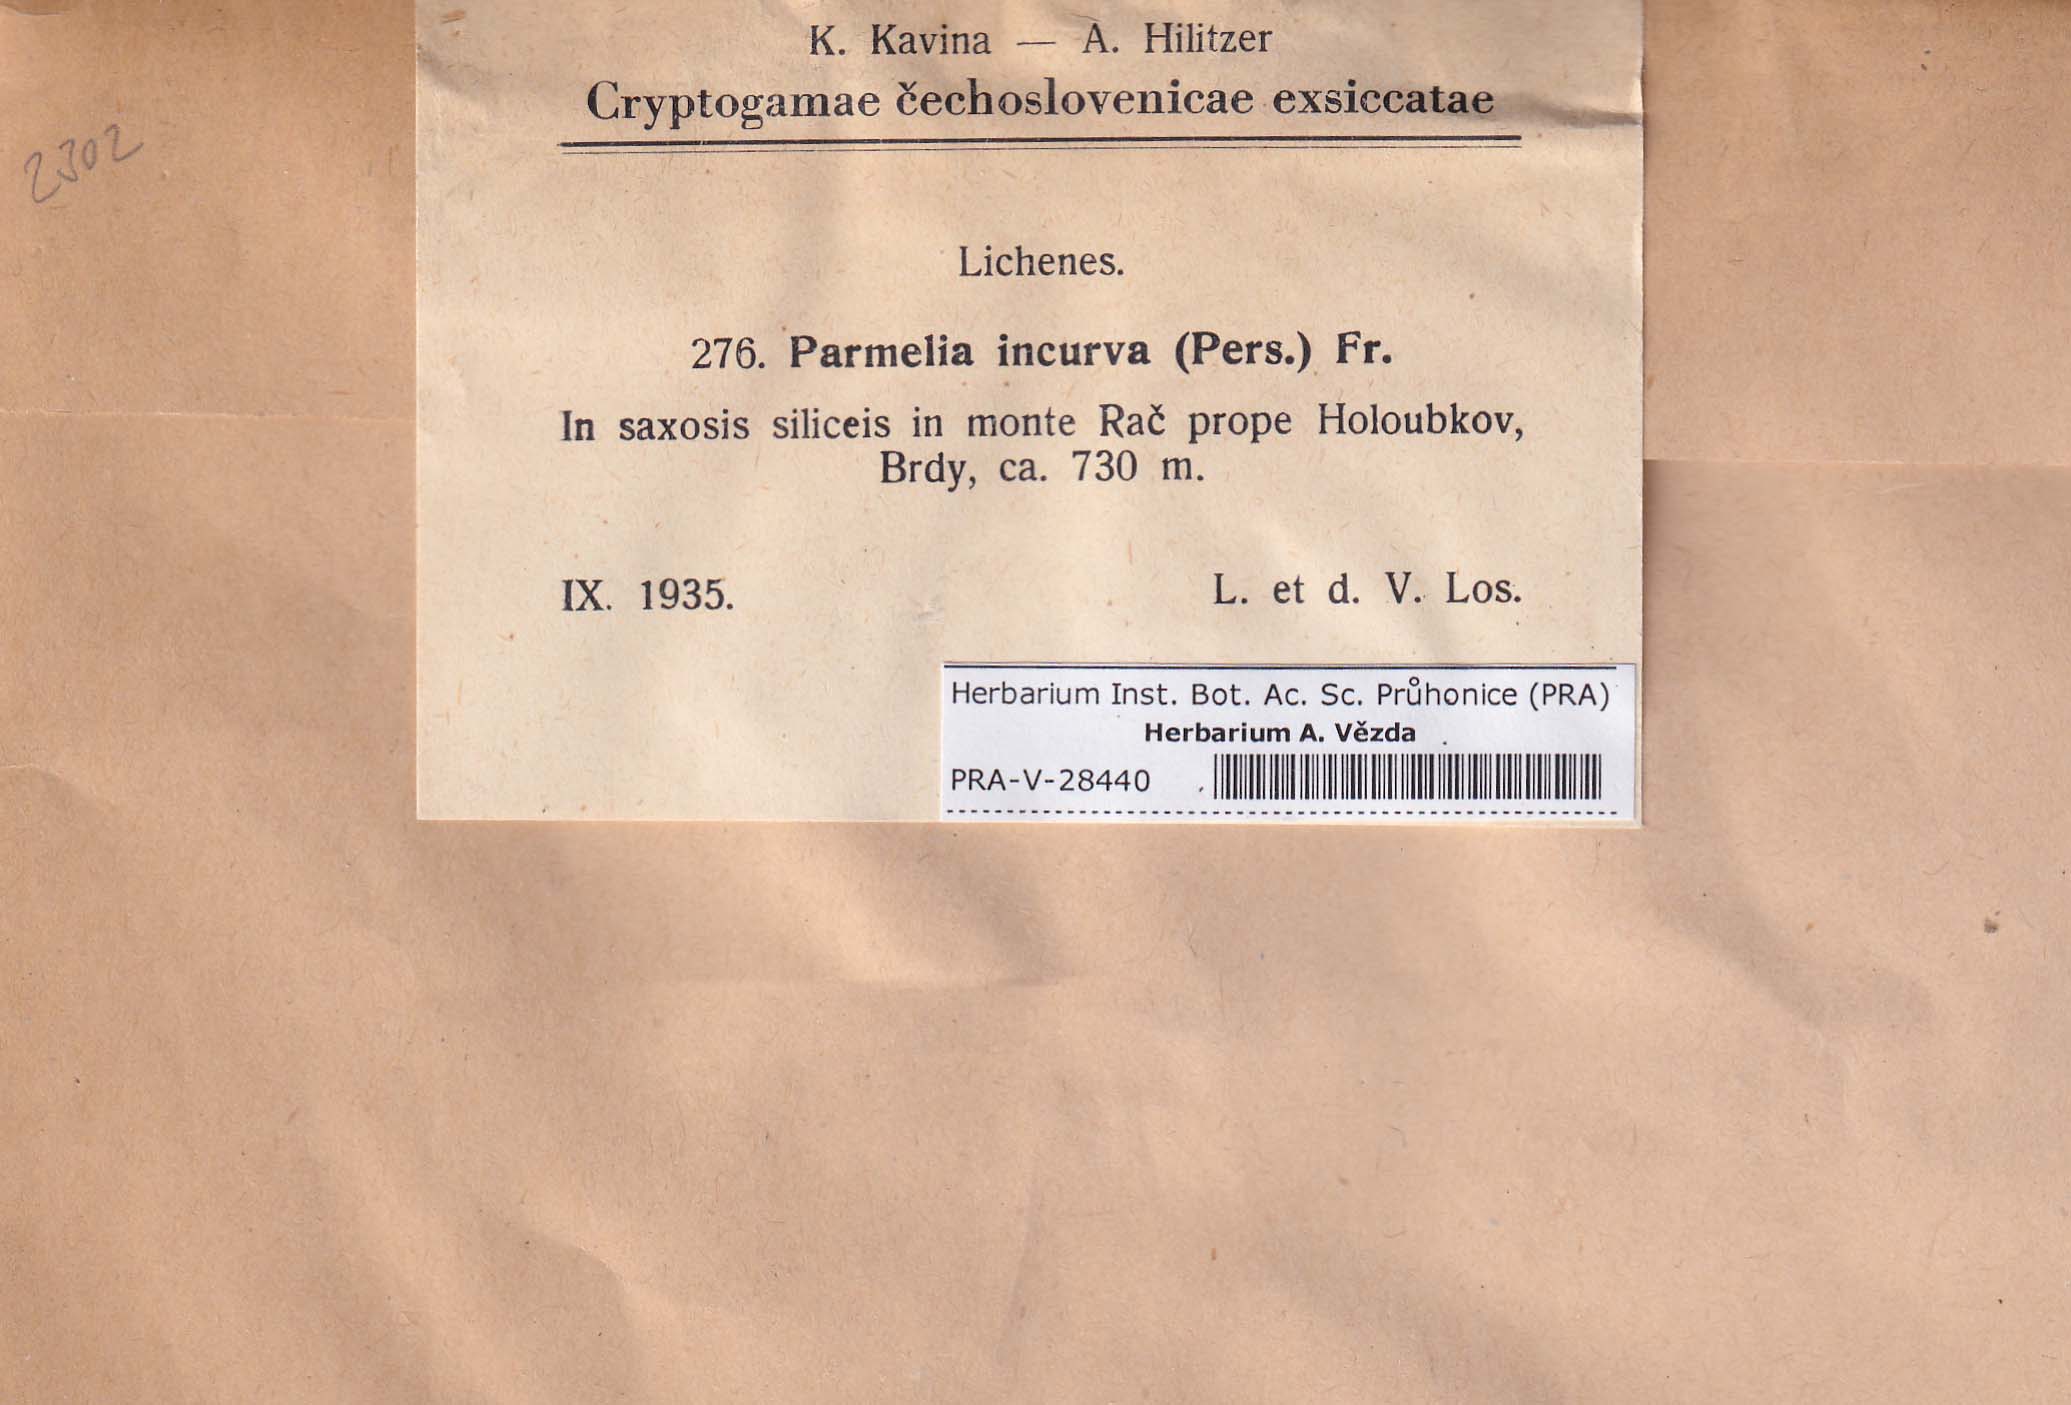 K. Kavina — A. Hilitzer
Cryptogamae čechoslovenicae exsiccatae
2302
Lichenes.
276. Parmelia incurva (Pers.) Fr.
In saxosis siliceis in monte Rač prope Holoubkov,
Brdy, ca. 730 m.
IX. 1935. L. et d. V. Los.
Herbarium Inst. Bot. Ac. Sc. Průhonice (PRA)
Herbarium A. Vězda
PRA-V-28440